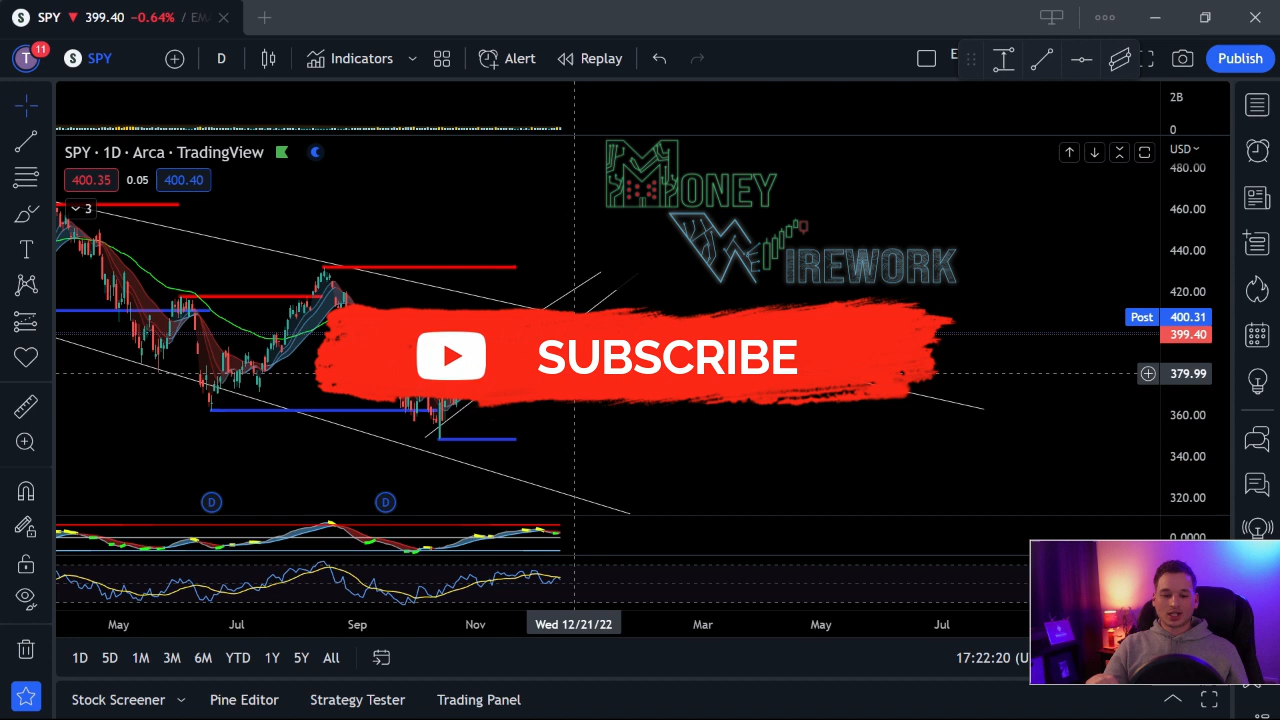 SPY ▼ 399.40 −0.64% / EMA
T 11 S SPY D Indicators Alert Replay E Publish
2B
0
SPY · 1D · Arca · TradingView
USD
400.35 0.05 400.40
480.00
3
460.00
440.00
420.00
Post 400.31
399.40
379.99
360.00
340.00
320.00
0.0000
MONEY
WIREWORK
SUBSCRIBE
D D
May Jul Sep Nov Wed 12/21/22 Mar May Jul
1D 5D 1M 3M 6M YTD 1Y 5Y All 17:22:20 (U
Stock Screener Pine Editor Strategy Tester Trading Panel